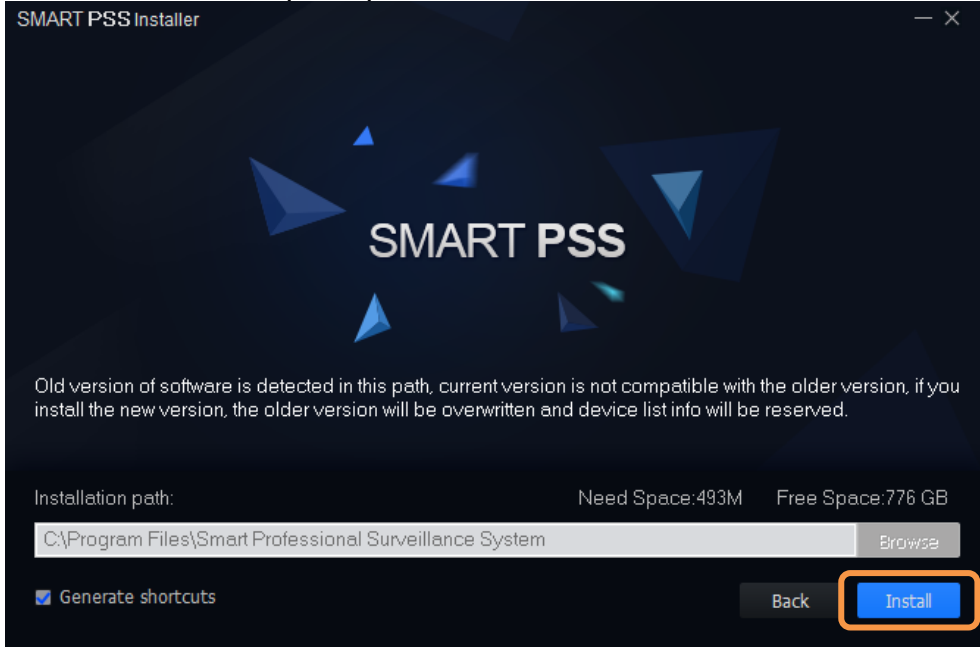 SMART PSS Installer
SMART PSS
Old version of software is detected in this path, current version is not compatible with the older version, if you
install the new version, the older version will be overwritten and device list info will be reserved.
Installation path: Need Space:493M Free Space:776 GB
C:\Program Files\Smart Professional Surveillance System Browse
Generate shortcuts Back Install